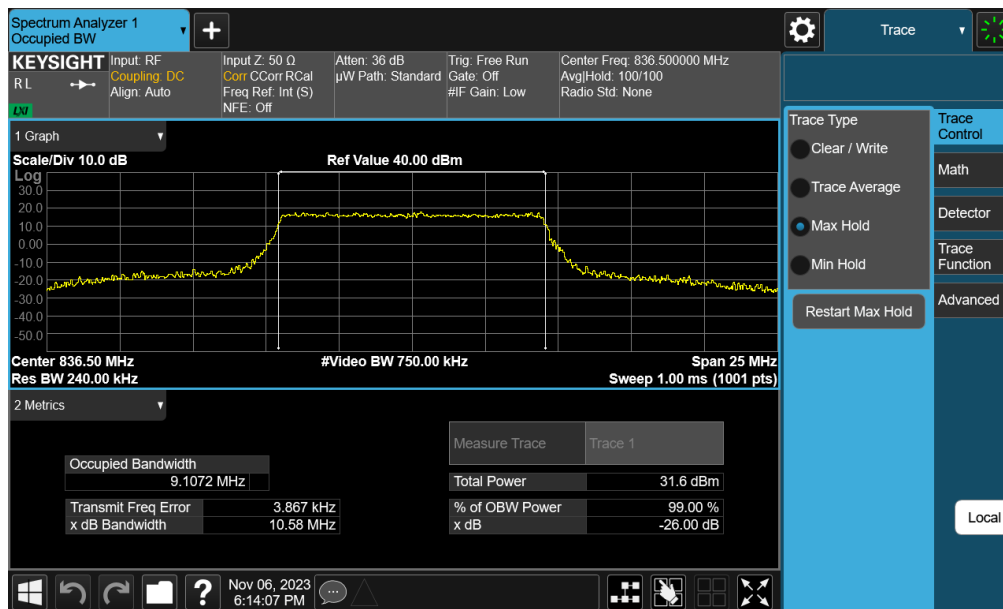 Spectrum Analyzer 1
Occupied BW
Trace
KEYSIGHT
R L
LXI
Input: RF
Coupling: DC
Align: Auto
Input Z: 50 Ω
Corr CCorr RCal
Freq Ref: Int (S)
NFE: Off
Atten: 36 dB
µW Path: Standard
Trig: Free Run
Gate: Off
#IF Gain: Low
Center Freq: 836.500000 MHz
Avg|Hold: 100/100
Radio Std: None
1 Graph
Scale/Div 10.0 dB
Ref Value 40.00 dBm
Log
30.0
20.0
10.0
0.00
-10.0
-20.0
-30.0
-40.0
-50.0
Center 836.50 MHz
#Video BW 750.00 kHz
Span 25 MHz
Res BW 240.00 kHz
Sweep 1.00 ms (1001 pts)
2 Metrics
Measure Trace
Trace 1
Occupied Bandwidth
9.1072 MHz
Total Power
31.6 dBm
Transmit Freq Error
3.867 kHz
% of OBW Power
99.00 %
x dB Bandwidth
10.58 MHz
x dB
-26.00 dB
Trace Type
Clear / Write
Trace Average
Max Hold
Min Hold
Restart Max Hold
Trace
Control
Math
Detector
Trace
Function
Advanced
Local
?
Nov 06, 2023
6:14:07 PM